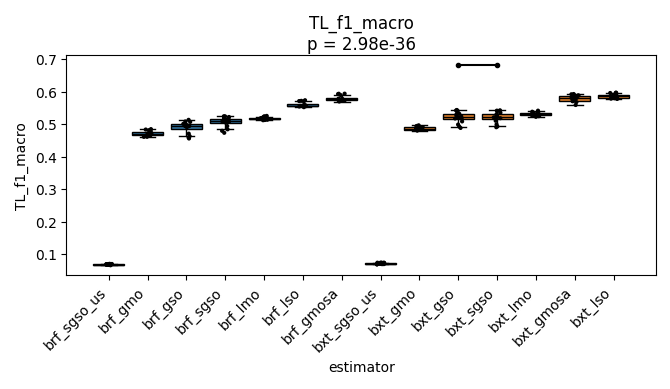 TL_f1_macro
p = 2.98e-36
TL_f1_macro
0.7
0.6
0.5
0.4
0.3
0.2
0.1
brf_sgso_us
brf_gmo
brf_gso
brf_sgso
brf_lmo
brf_lso
brf_gmosa
bxt_sgso_us
bxt_gmo
bxt_gso
bxt_sgso
bxt_lmo
bxt_gmosa
bxt_lso
estimator